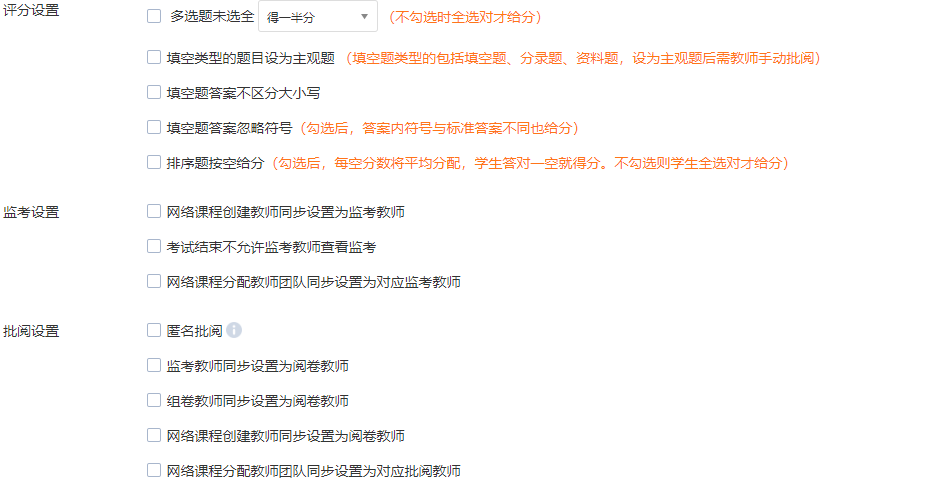 评分设置
多选题未选全 得一半分 (不勾选时全选对才给分)
填空类型的题目设为主观题 (填空题类型的包括填空题、分录题、资料题，设为主观题后需教师手动批阅)
填空题答案不区分大小写
填空题答案忽略符号(勾选后，答案内符号与标准答案不同也给分)
排序题按空给分(勾选后，每空分数将平均分配，学生答对一空就得分。不勾选则学生全选对才给分)
监考设置
网络课程创建教师同步设置为监考教师
考试结束不允许监考教师查看监考
网络课程分配教师团队同步设置为对应监考教师
批阅设置
匿名批阅
监考教师同步设置为阅卷教师
组卷教师同步设置为阅卷教师
网络课程创建教师同步设置为阅卷教师
网络课程分配教师团队同步设置为对应批阅教师